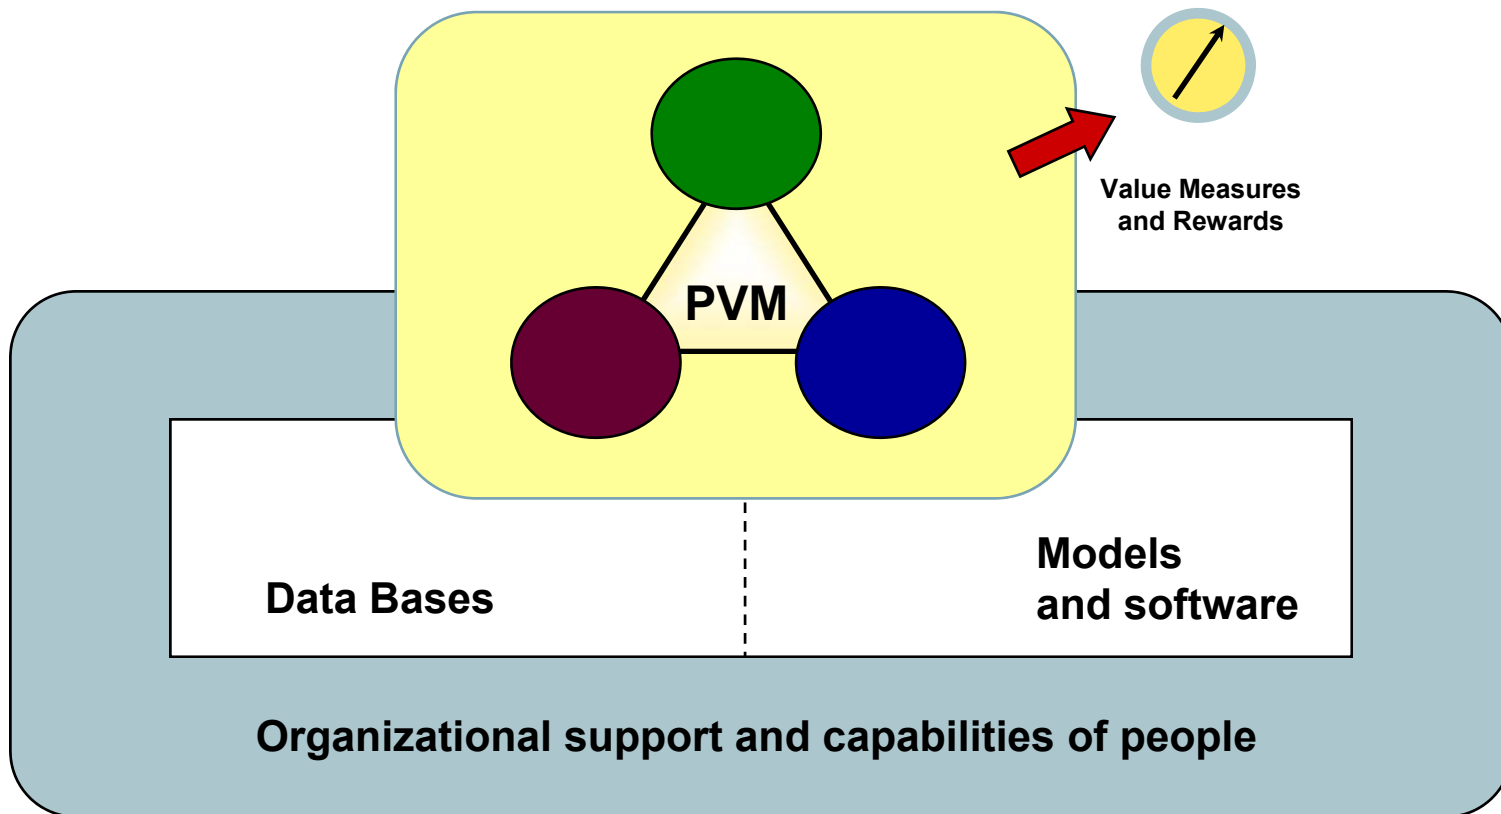 Value Measures
and Rewards
PVM
Data Bases
Models
and software
Organizational support and capabilities of people